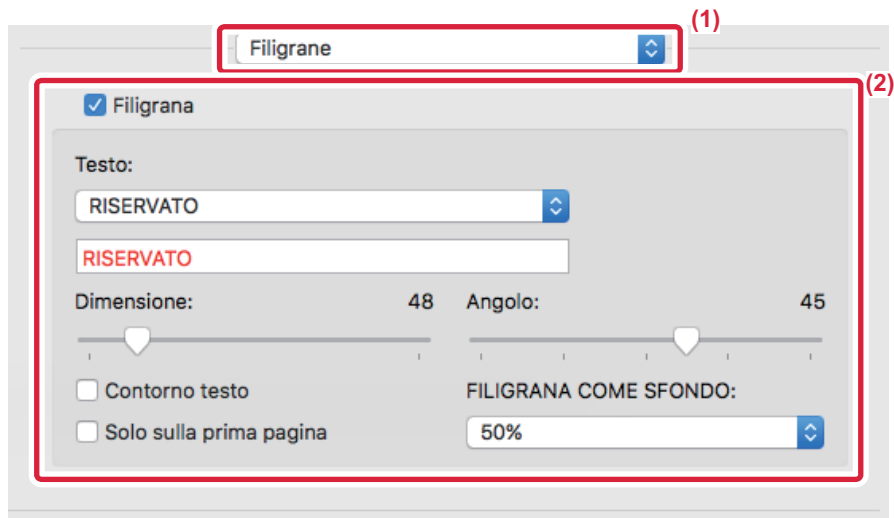 (1)
Filigrane
(2)
Filigrana
Testo:
RISERVATO
RISERVATO
Dimensione: 48 Angolo: 45
Contorno testo FILIGRANA COME SFONDO:
Solo sulla prima pagina 50%